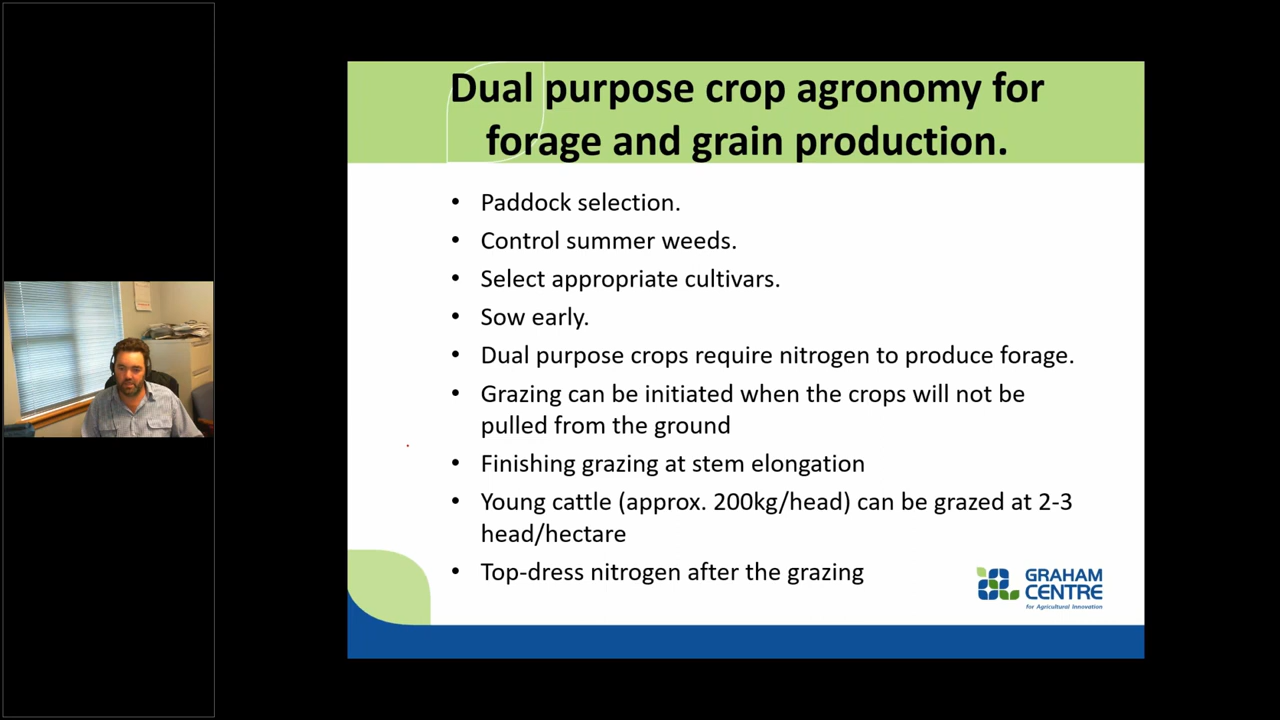 Dual purpose crop agronomy for
forage and grain production.
• Paddock selection.
• Control summer weeds.
• Select appropriate cultivars.
• Sow early.
• Dual purpose crops require nitrogen to produce forage.
• Grazing can be initiated when the crops will not be
pulled from the ground
• Finishing grazing at stem elongation
• Young cattle (approx. 200kg/head) can be grazed at 2-3
head/hectare
• Top-dress nitrogen after the grazing
GRAHAM
CENTRE
for Agricultural Innovation